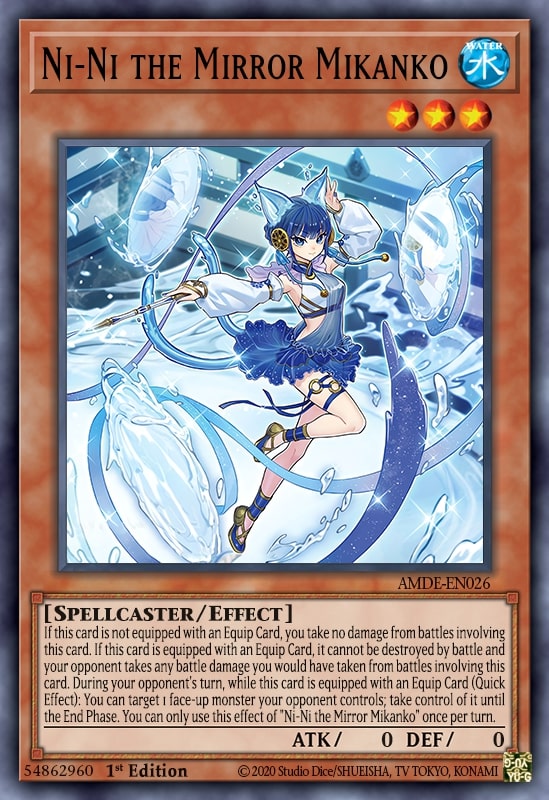 Ni-Ni the Mirror Mikanko
WATER
水
AMDE-EN026
[Spellcaster/Effect]
If this card is not equipped with an Equip Card, you take no damage from battles involving
this card. If this card is equipped with an Equip Card, it cannot be destroyed by battle and
your opponent takes any battle damage you would have taken from battles involving this
card. During your opponent's turn, while this card is equipped with an Equip Card (Quick
Effect): You can target 1 face-up monster your opponent controls; take control of it until
the End Phase. You can only use this effect of "Ni-Ni the Mirror Mikanko" once per turn.
ATK/ 0 DEF/ 0
54862960 1st Edition ©2020 Studio Dice/SHUEISHA, TV TOKYO, KONAMI